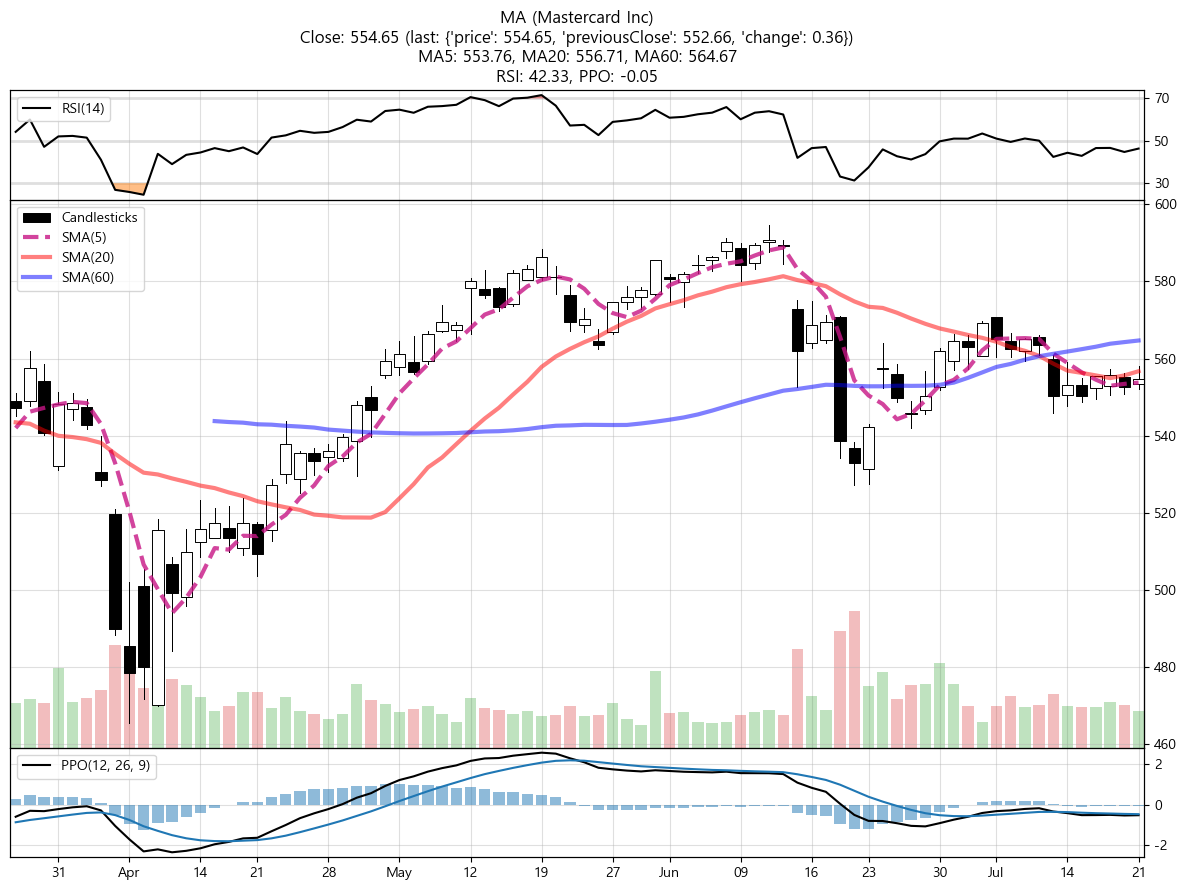 MA (Mastercard Inc)
Close: 554.65 (last: {'price': 554.65, 'previousClose': 552.66, 'change': 0.36})
MA5: 553.76, MA20: 556.71, MA60: 564.67
RSI: 42.33, PPO: -0.05
RSI(14)
70
50
30
Candlesticks
SMA(5)
SMA(20)
SMA(60)
600
580
560
540
520
500
480
460
PPO(12, 26, 9)
2
0
-2
31 Apr 14 21 28 May 12 19 27 Jun 09 16 23 30 Jul 14 21